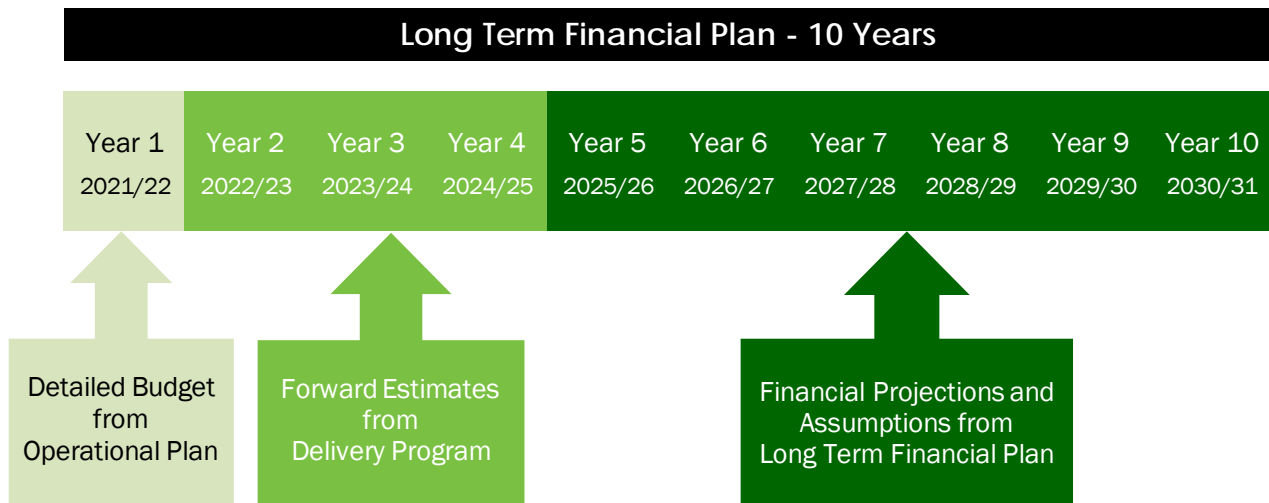 Long Term Financial Plan - 10 Years
Year 1 Year 2 Year 3 Year 4 Year 5 Year 6 Year 7 Year 8 Year 9 Year 10
2021/22 2022/23 2023/24 2024/25 2025/26 2026/27 2027/28 2028/29 2029/30 2030/31
Detailed Budget
from
Operational Plan
Forward Estimates
from
Delivery Program
Financial Projections and
Assumptions from
Long Term Financial Plan